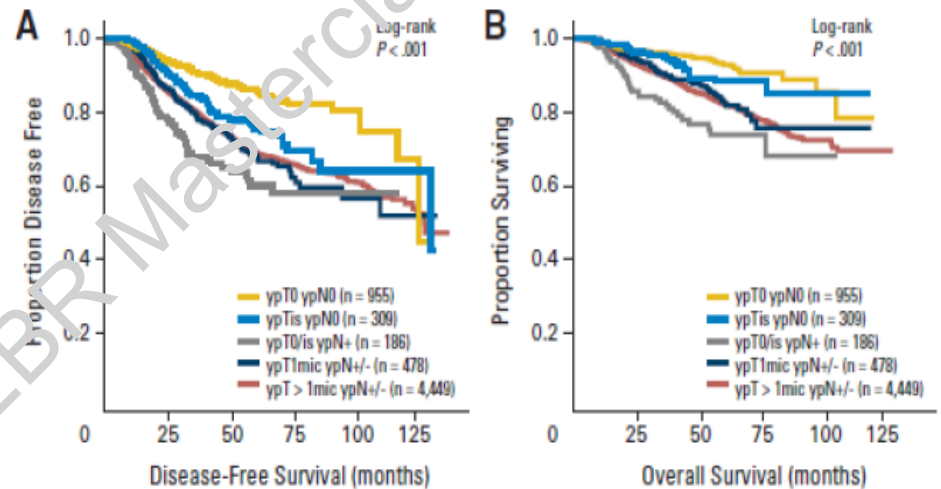 A
Log-rank
P < .001
Proportion Disease Free
1.0
0.8
0.6
0.4
0.2
0
25
50
75
100
125
Disease-Free Survival (months)
ypT0 ypN0 (n = 955)
ypTis ypN0 (n = 309)
ypT0/is ypN+ (n = 186)
ypT1mic ypN+/- (n = 478)
ypT > 1mic ypN+/- (n = 4,449)
B
Log-rank
P < .001
Proportion Surviving
1.0
0.8
0.6
0.4
0.2
0
25
50
75
100
125
Overall Survival (months)
ypT0 ypN0 (n = 955)
ypTis ypN0 (n = 309)
ypT0/is ypN+ (n = 186)
ypT1mic ypN+/- (n = 478)
ypT > 1mic ypN+/- (n = 4,449)